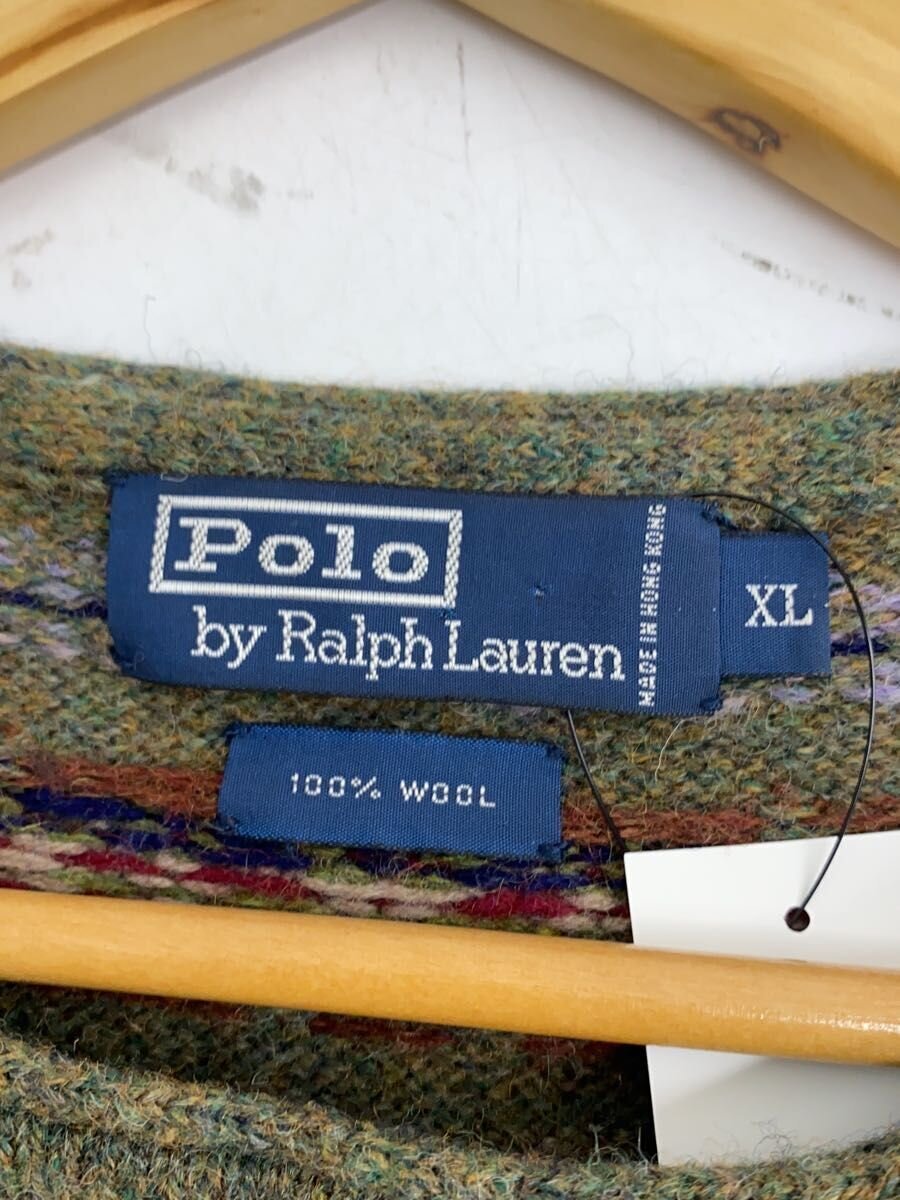 Polo
by Ralph Lauren
MADE IN HONG KONG
XL
100% WOOL